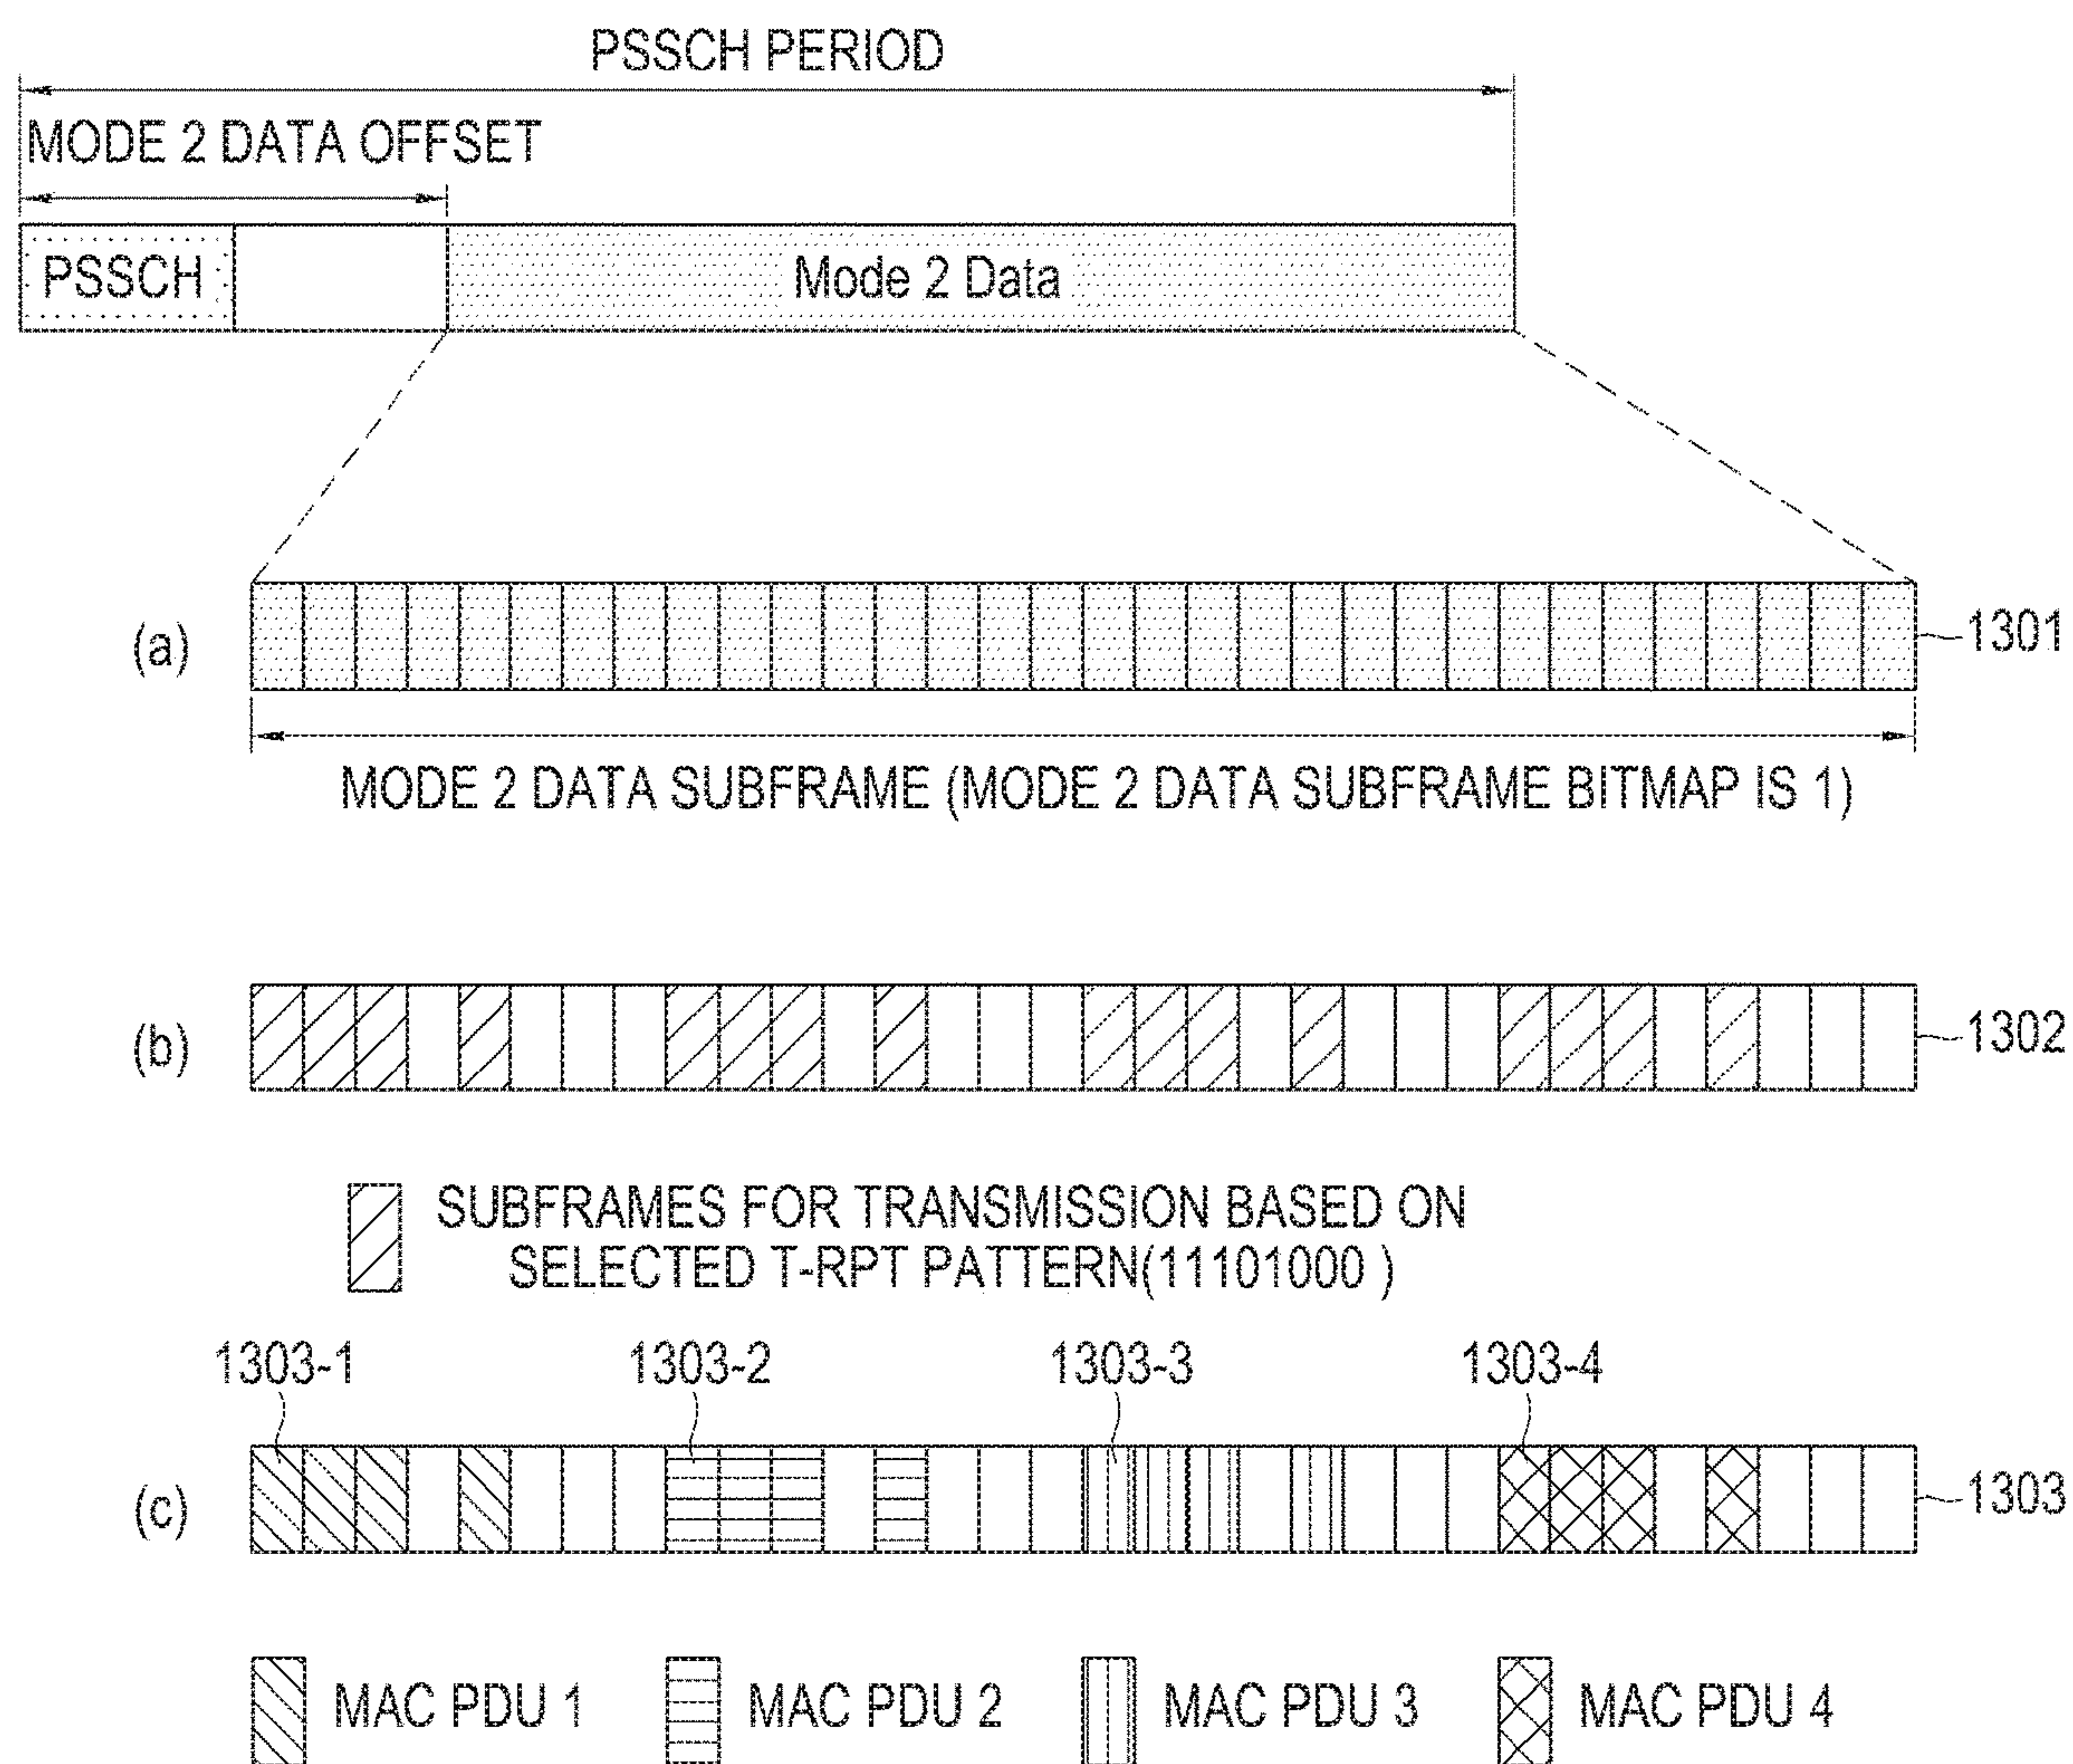 PSSCH PERIOD
MODE 2 DATA OFFSET
PSSCH
Mode 2 Data
(a)
1301
MODE 2 DATA SUBFRAME (MODE 2 DATA SUBFRAME BITMAP IS 1)
(b)
1302
SUBFRAMES FOR TRANSMISSION BASED ON
SELECTED T-RPT PATTERN(11101000 )
1303-1
1303-2
1303-3
1303-4
(c)
1303
MAC PDU 1
MAC PDU 2
MAC PDU 3
MAC PDU 4